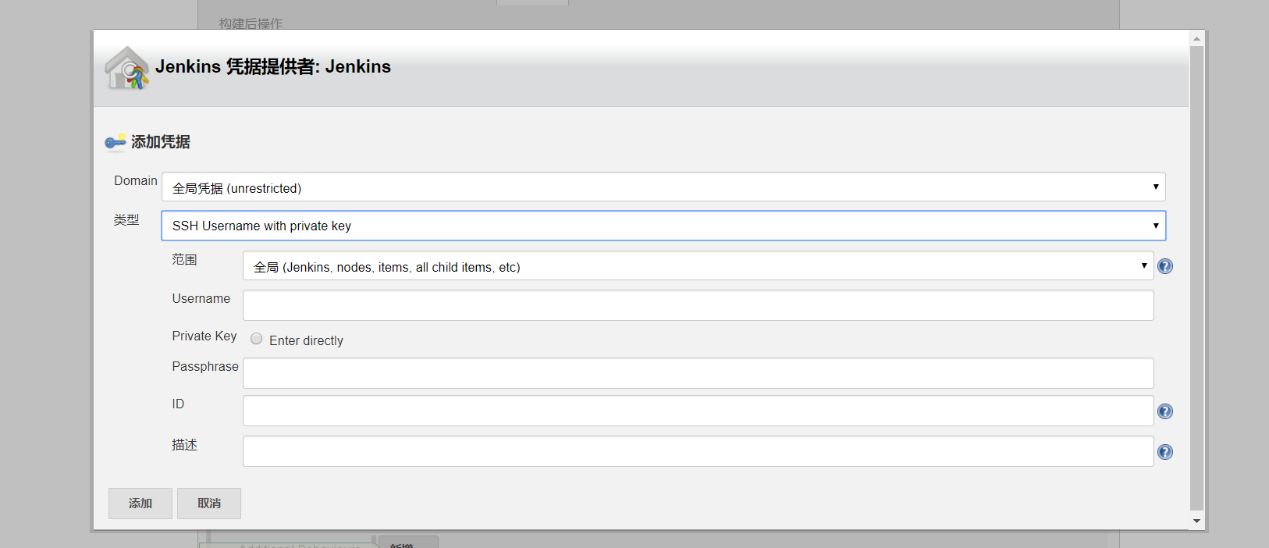 构建后操作
Jenkins 凭据提供者: Jenkins
添加凭据
Domain 全局凭据 (unrestricted)
类型 SSH Username with private key
范围 全局 (Jenkins, nodes, items, all child items, etc)
Username
Private Key Enter directly
Passphrase
ID
描述
添加 取消
Additional Behaviours 新增